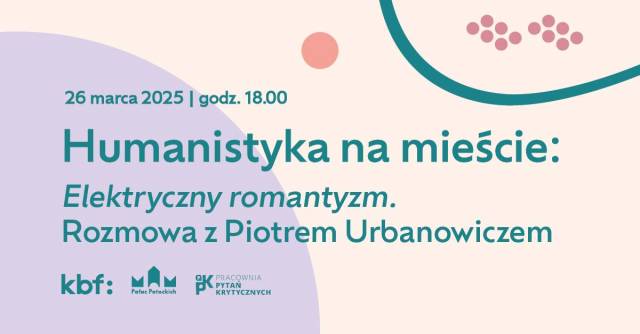 26 marca 2025 | godz. 18.00
Humanistyka na mieście:
Elektryczny romantyzm.
Rozmowa z Piotrem Urbanowiczem
kbf:
Pałac Potockich
PPK
PRACOWNIA
PYTAŃ
KRYTYCZNYCH